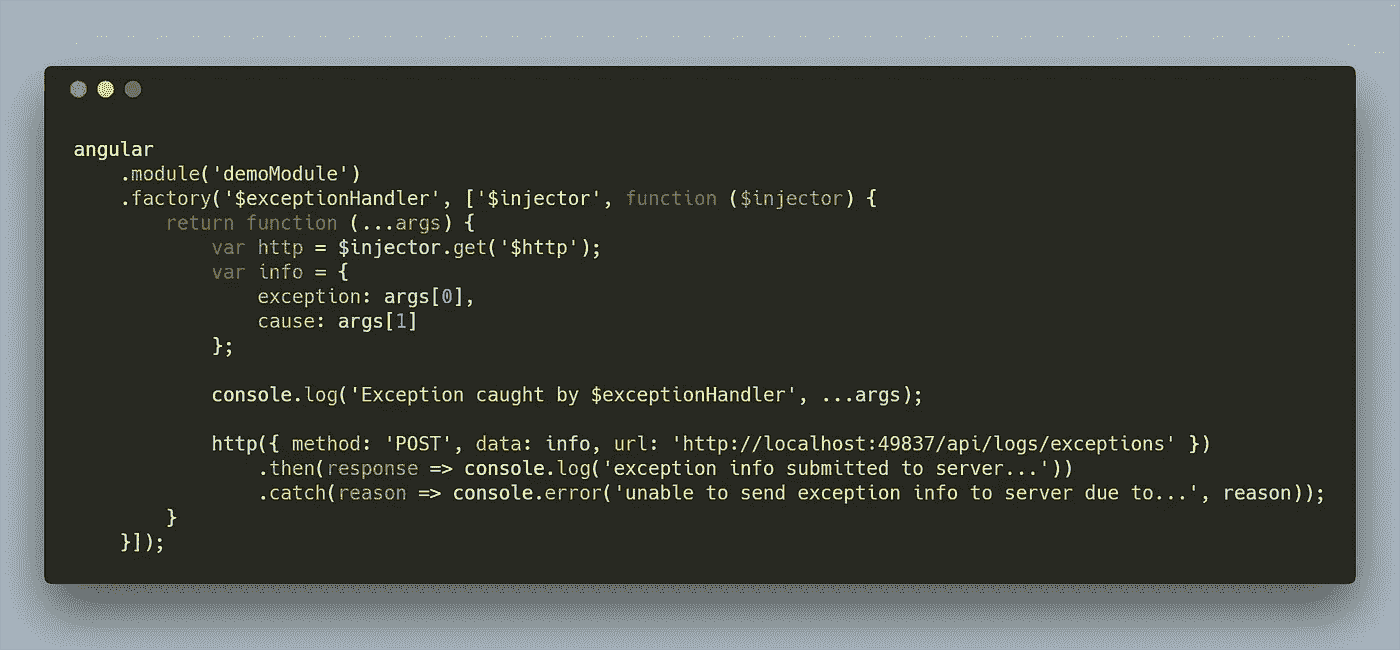 angular
.module('demoModule')
.factory('$exceptionHandler', ['$injector', function ($injector) {
return function (...args) {
var http = $injector.get('$http');
var info = {
exception: args[0],
cause: args[1]
};
console.log('Exception caught by $exceptionHandler', ...args);
http({ method: 'POST', data: info, url: 'http://localhost:49837/api/logs/exceptions' })
.then(response => console.log('exception info submitted to server...'))
.catch(reason => console.error('unable to send exception info to server due to...', reason));
}
}]);